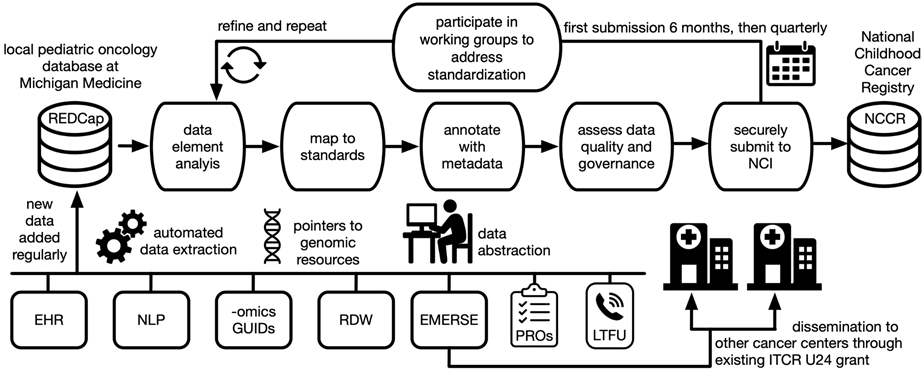 refine and repeat
participate in
working groups to
address
standardization
first submission 6 months, then quarterly
local pediatric oncology
database at
Michigan Medicine
National
Childhood
Cancer
Registry
REDCap
data
element
analyis
map to
standards
annotate
with
metadata
assess data
quality and
governance
securely
submit to
NCI
NCCR
new
data
added
regularly
automated
data extraction
pointers to
genomic
resources
data
abstraction
EHR
NLP
-omics
GUIDs
RDW
EMERSE
PROs
LTFU
dissemination to
other cancer centers through
existing ITCR U24 grant